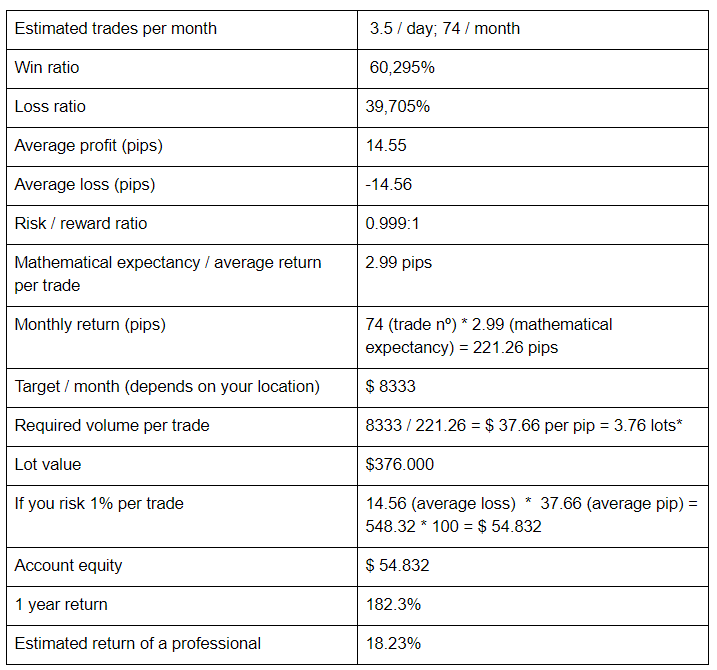 Estimated trades per month
3.5 / day; 74 / month
Win ratio
60,295%
Loss ratio
39,705%
Average profit (pips)
14.55
Average loss (pips)
-14.56
Risk / reward ratio
0.999:1
Mathematical expectancy / average return
per trade
2.99 pips
Monthly return (pips)
74 (trade nº) * 2.99 (mathematical
expectancy) = 221.26 pips
Target / month (depends on your location)
$ 8333
Required volume per trade
8333 / 221.26 = $ 37.66 per pip = 3.76 lots*
Lot value
$376.000
If you risk 1% per trade
14.56 (average loss)  *  37.66 (average pip) =
548.32 * 100 = $ 54.832
Account equity
$ 54.832
1 year return
182.3%
Estimated return of a professional
18.23%